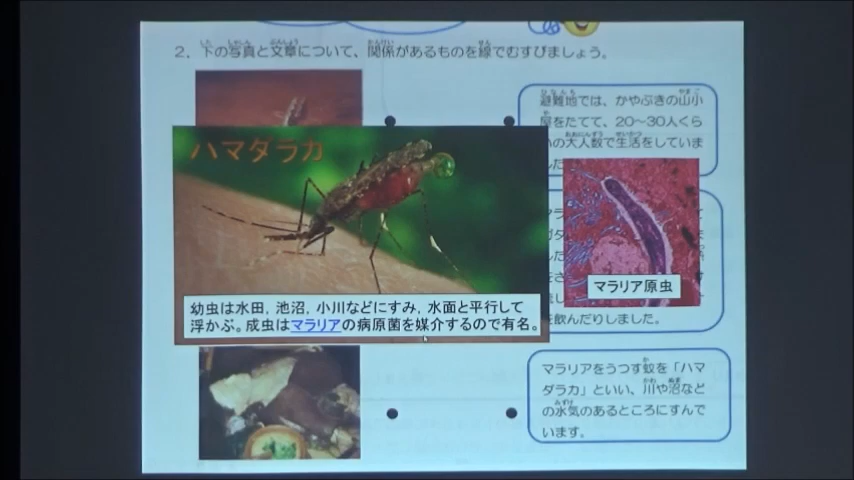 2. 下の写真と文章について、関係があるものを線でむすびましょう。
避難地では、かやぶきの山小
屋をたてて、20～30人くら
いの大人数で生活をしていま
した
ハマダラカ
マラリア原虫
幼虫は水田，池沼，小川などにすみ，水面と平行して
浮かぶ。成虫はマラリアの病原菌を媒介するので有名。
を飲んだりしました。
マラリアをうつす蚊を「ハマ
ダラカ」といい、川や沼など
の水気のあるところにすんで
います。